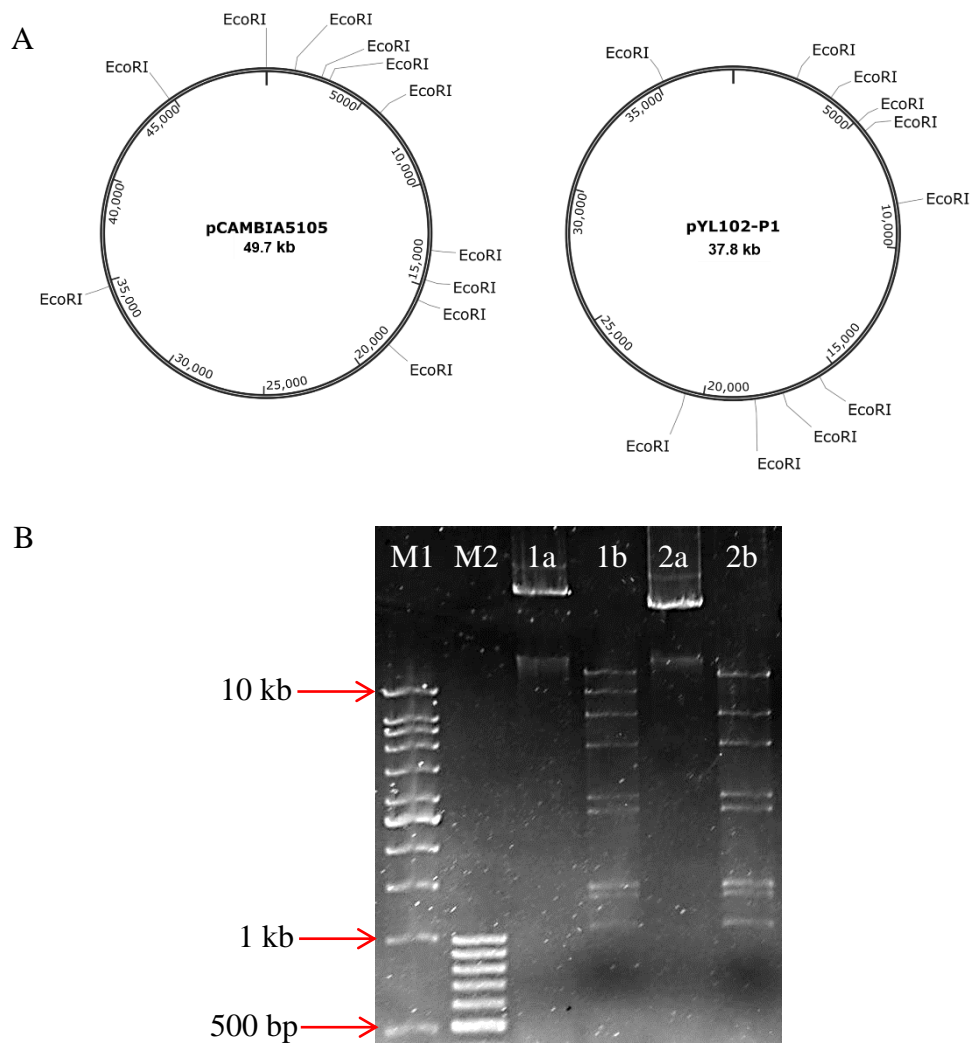 A
EcoRI
EcoRI
EcoRI
EcoRI
EcoRI
EcoRI
EcoRI
EcoRI
EcoRI
EcoRI
EcoRI
5000
10,000
15,000
20,000
25,000
30,000
35,000
40,000
45,000
pCAMBIA5105
49.7 kb
EcoRI
EcoRI
EcoRI
EcoRI
EcoRI
EcoRI
EcoRI
EcoRI
EcoRI
EcoRI
5000
10,000
15,000
20,000
25,000
30,000
35,000
pYL102-P1
37.8 kb
B
M1 M2 1a 1b 2a 2b
10 kb
1 kb
500 bp